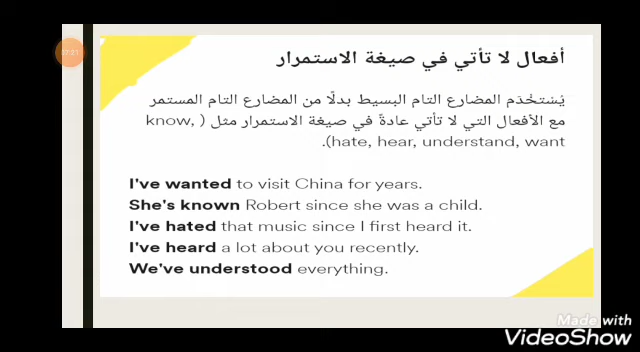 أفعال لا تأتي في صيغة الاستمرار
يُسْتخْدَم المضارع التام البسيط بدلًا من المضارع التام المستمر
مع الأفعال التي لا تأتي عادةً في صيغة الاستمرار مثل ( know,
hate, hear, understand, want).
I've wanted to visit China for years.
She's known Robert since she was a child.
I've hated that music since I first heard it.
I've heard a lot about you recently.
We've understood everything.
Made with
VideoShow